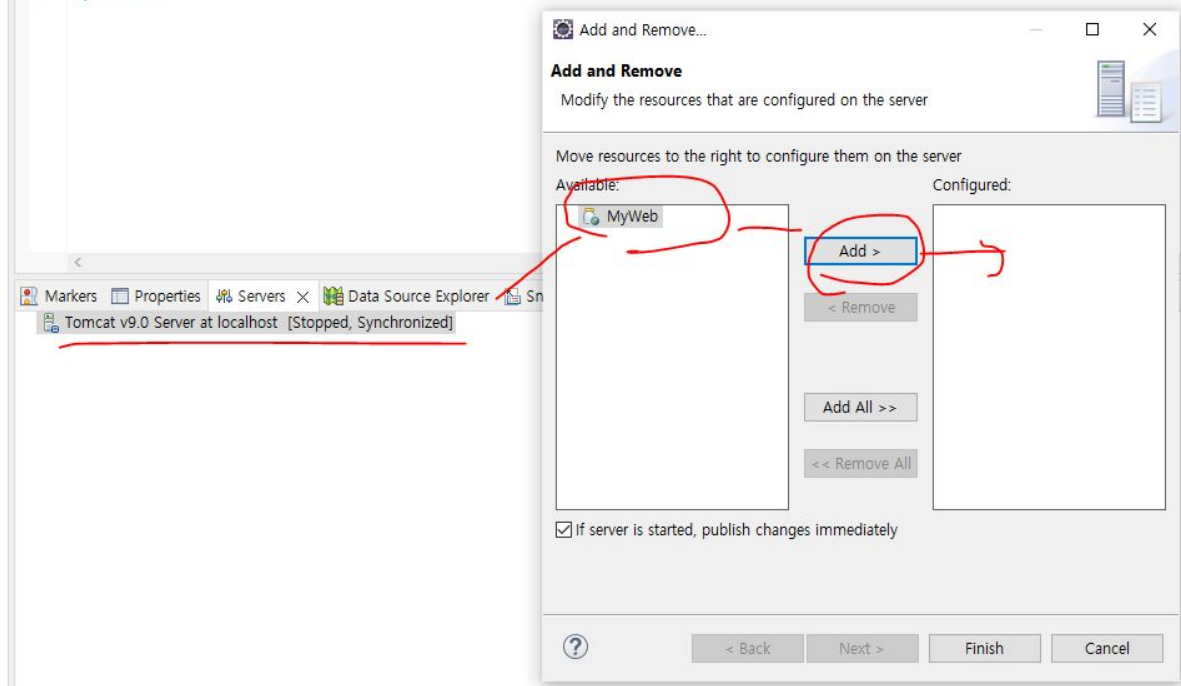 Add and Remove...
Add and Remove
Modify the resources that are configured on the server
Move resources to the right to configure them on the server
Available:
Configured:
MyWeb
Add >
< Remove
Add All >>
<< Remove All
If server is started, publish changes immediately
< Back
Next >
Finish
Cancel
Markers Properties Servers Data Source Explorer Sn
Tomcat v9.0 Server at localhost [Stopped, Synchronized]